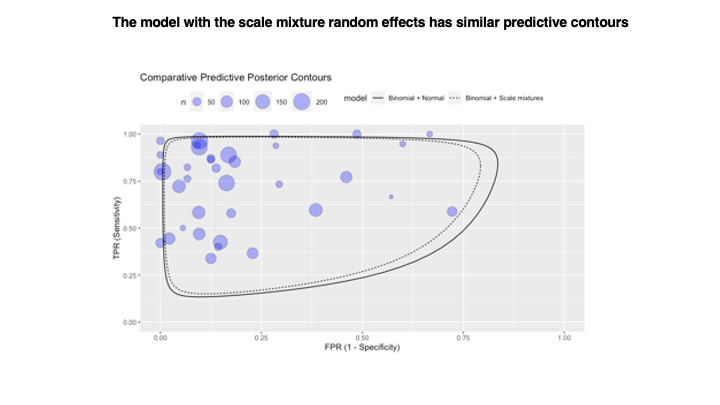 The model with the scale mixture random effects has similar predictive contours
Comparative Predictive Posterior Contours
n 50 100 150 200 model Binomial + Normal Binomial + Scale mixtures
1.00
0.75
0.50
0.25
0.00
TPR (Sensitivity)
0.00 0.25 0.50 0.75 1.00
FPR (1 - Specificity)